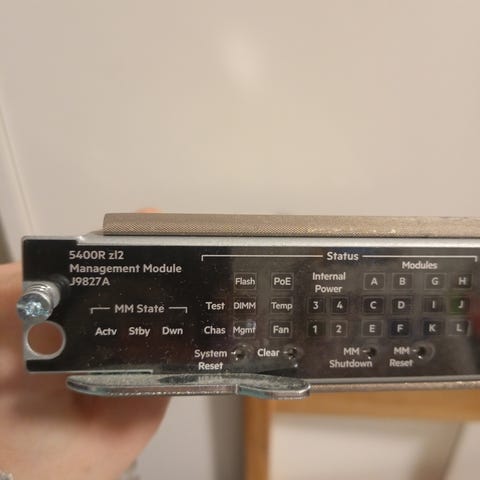 5400R zl2
Management Module
J9827A
MM State
Actv Stby Dwn
Status
Modules
Flash PoE Internal Power A B G H
Test DIMM Temp 3 4 C D I J
Chas Mgmt Fan 1 2 E F K L
System Reset Clear MM Shutdown MM Reset